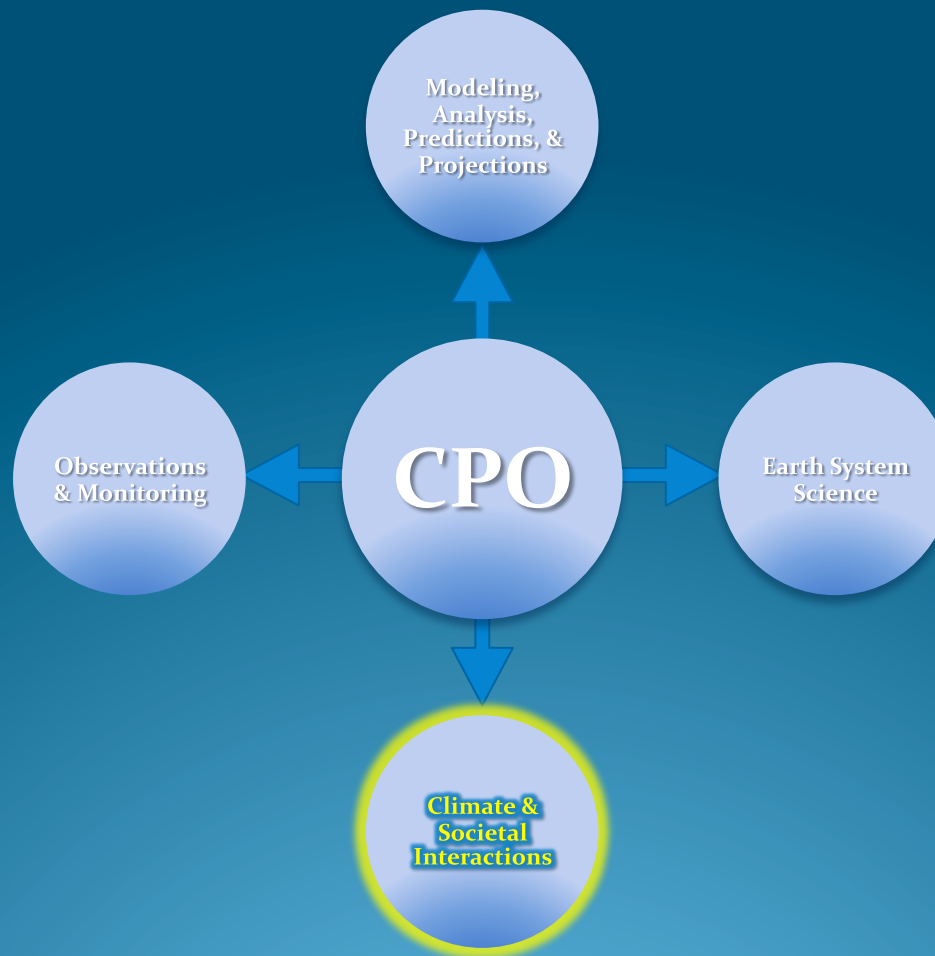 Modeling,
Analysis,
Predictions, &
Projections
Observations
& Monitoring
CPO
Earth System
Science
Climate &
Societal
Interactions